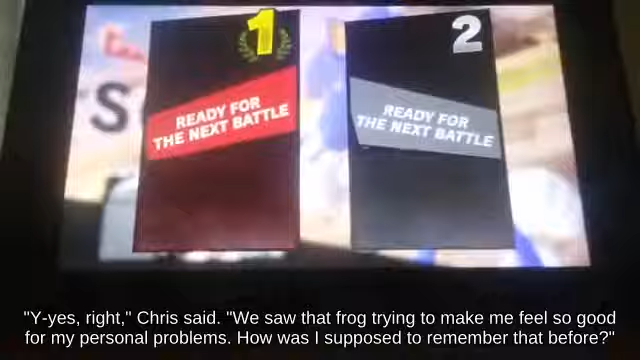 1
2
READY FOR
THE NEXT BATTLE
READY FOR
THE NEXT BATTLE
"Y-yes, right," Chris said. "We saw that frog trying to make me feel so good
for my personal problems. How was I supposed to remember that before?"